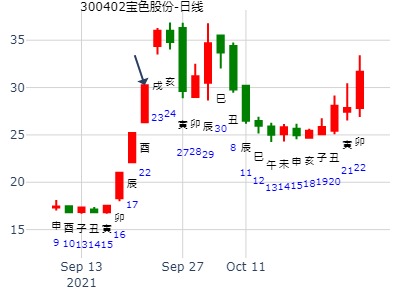 300402宝色股份-日线
35
30
25
20
15
申 酉 子 丑 寅 卯 辰 酉 戌 亥 寅 卯 辰 巳 丑 辰 巳 午 未 申 亥 子 丑 寅 卯
9 10 13 14 15 16 17 22 23 24 27 28 29 30 8 11 12 13 14 15 18 19 20 21 22
Sep 13 Sep 27 Oct 11
2021